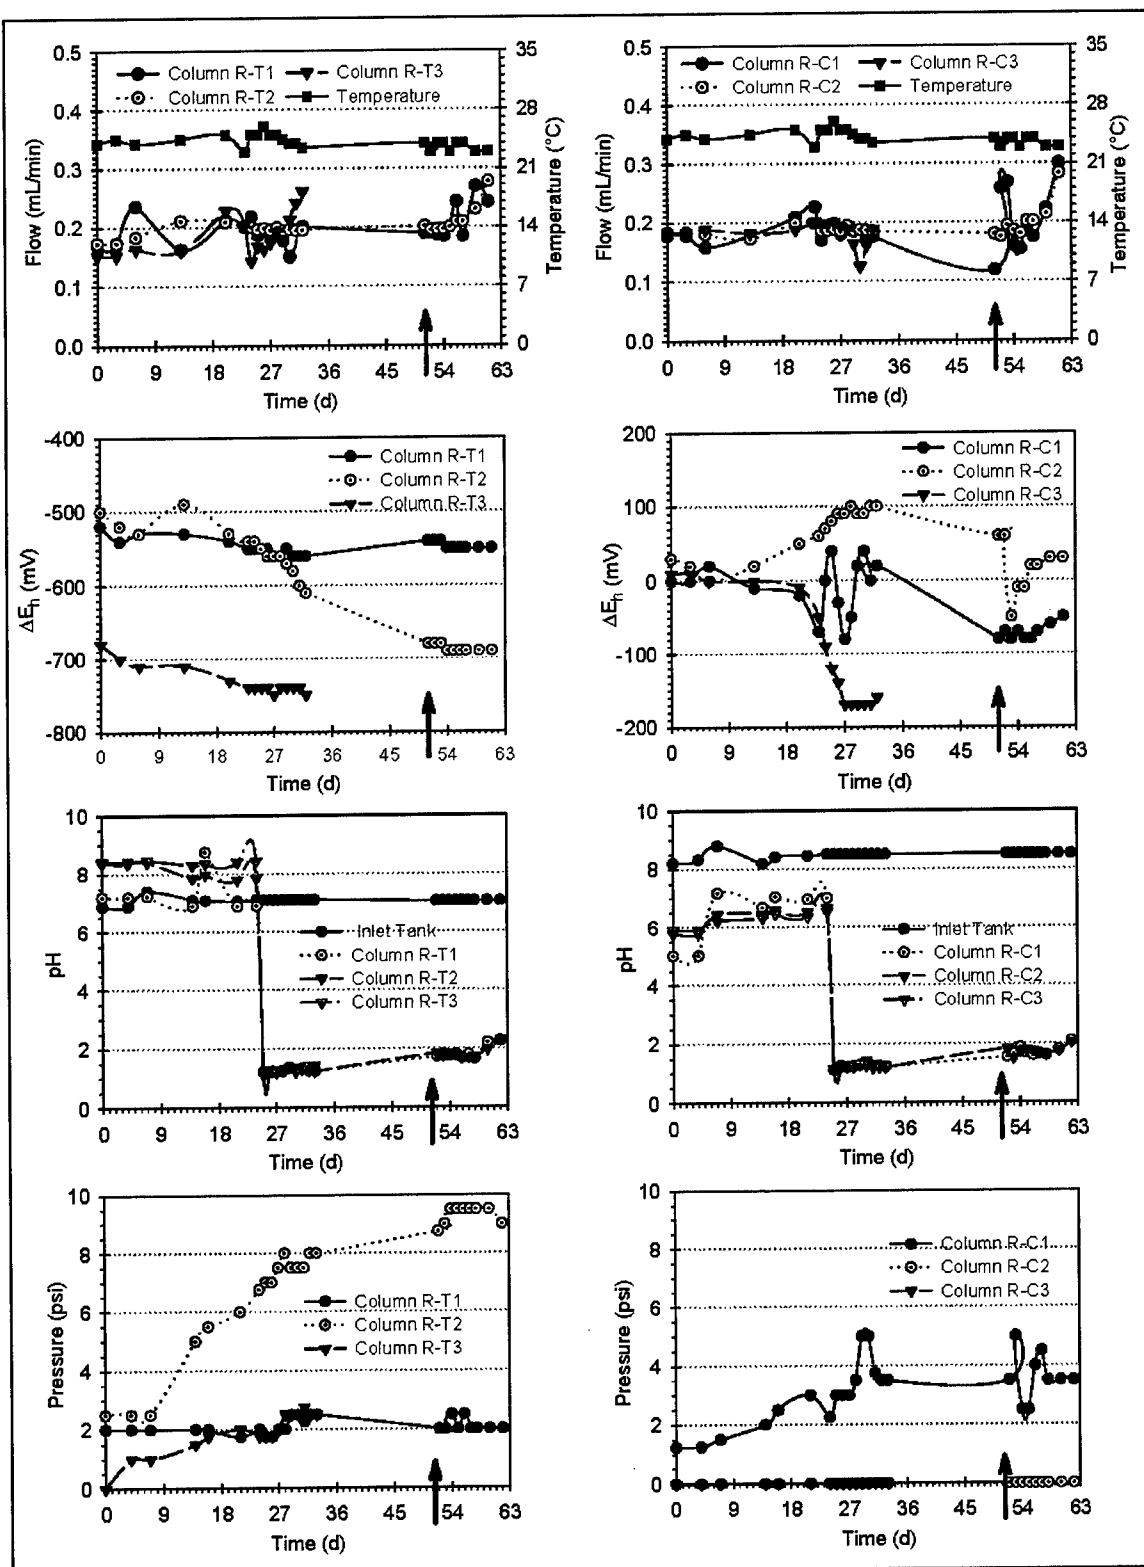 0.5
0.4
0.3
0.2
0.1
0.0
Flow (mL/min)
Column R-T1
Column R-T3
Column R-T2
Temperature
35
28
21
14
7
0
Temperature (°C)
0 9 18 27 36 45 54 63
Time (d)
0.5
0.4
0.3
0.2
0.1
0.0
Flow (mL/min)
Column R-C1
Column R-C3
Column R-C2
Temperature
35
28
21
14
7
0
Temperature (°C)
0 9 18 27 36 45 54 63
Time (d)
-400
-500
-600
-700
-800
ΔEh (mV)
Column R-T1
Column R-T2
Column R-T3
0 9 18 27 36 45 54 63
Time (d)
200
100
0
-100
-200
ΔEh (mV)
Column R-C1
Column R-C2
Column R-C3
0 9 18 27 36 45 54 63
Time (d)
10
8
6
4
2
0
pH
Inlet Tank
Column R-T1
Column R-T2
Column R-T3
0 9 18 27 36 45 54 63
Time (d)
10
8
6
4
2
0
pH
Inlet Tank
Column R-C1
Column R-C2
Column R-C3
0 9 18 27 36 45 54 63
Time (d)
10
8
6
4
2
0
Pressure (psi)
Column R-T1
Column R-T2
Column R-T3
0 9 18 27 36 45 54 63
Time (d)
10
8
6
4
2
0
Pressure (psi)
Column R-C1
Column R-C2
Column R-C3
0 9 18 27 36 45 54 63
Time (d)